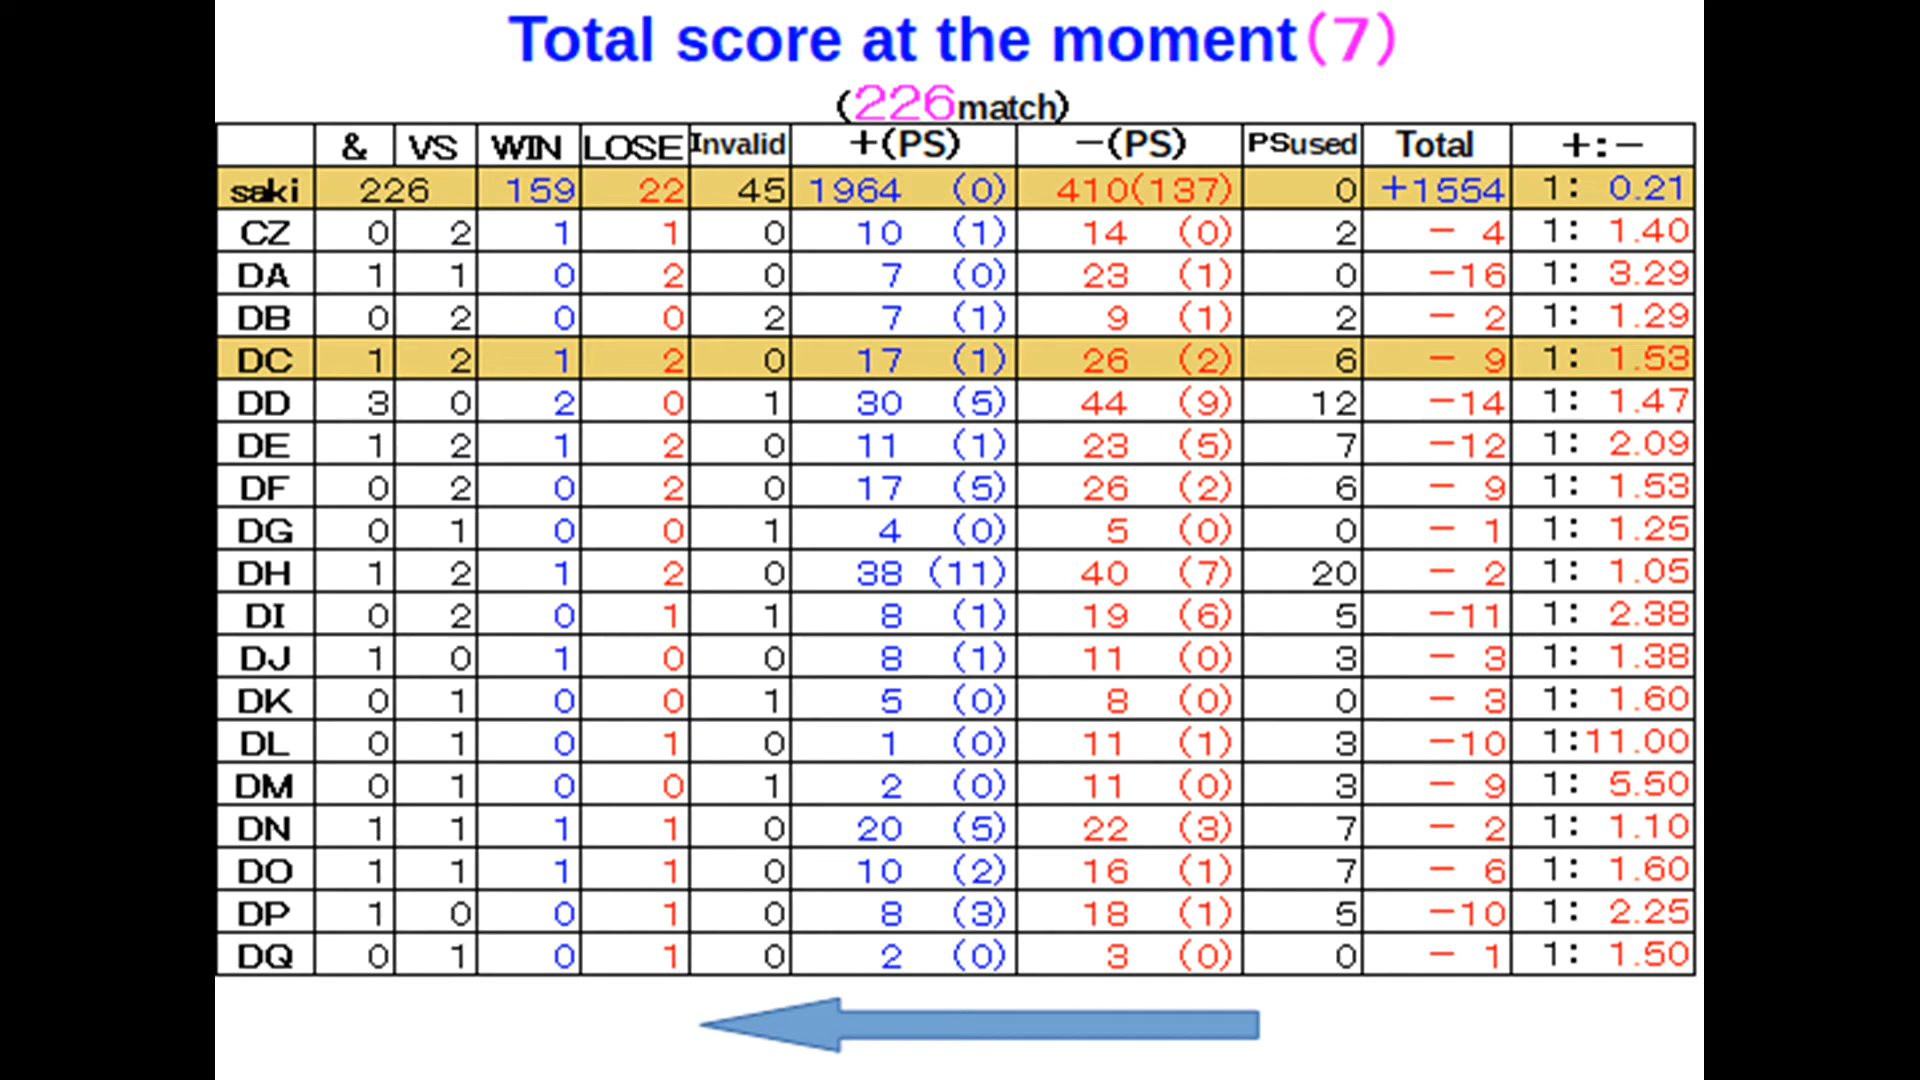 Total score at the moment(7)
(226match)
& VS WIN LOSE Invalid +(PS) -(PS) PSused Total +:-
saki 226 159 22 45 1964 (0) 410(137) 0 +1554 1: 0.21
CZ 0 2 1 1 0 10 (1) 14 (0) 2 - 4 1: 1.40
DA 1 1 0 2 0 7 (0) 23 (1) 0 -16 1: 3.29
DB 0 2 0 0 2 7 (1) 9 (1) 2 - 2 1: 1.29
DC 1 2 1 2 0 17 (1) 26 (2) 6 - 9 1: 1.53
DD 3 0 2 0 1 30 (5) 44 (9) 12 -14 1: 1.47
DE 1 2 1 2 0 11 (1) 23 (5) 7 -12 1: 2.09
DF 0 2 0 2 0 17 (5) 26 (2) 6 - 9 1: 1.53
DG 0 1 0 0 1 4 (0) 5 (0) 0 - 1 1: 1.25
DH 1 2 1 2 0 38 (11) 40 (7) 20 - 2 1: 1.05
DI 0 2 0 1 1 8 (1) 19 (6) 5 -11 1: 2.38
DJ 1 0 1 0 0 8 (1) 11 (0) 3 - 3 1: 1.38
DK 0 1 0 0 1 5 (0) 8 (0) 0 - 3 1: 1.60
DL 0 1 0 1 0 1 (0) 11 (1) 3 -10 1:11.00
DM 0 1 0 0 1 2 (0) 11 (0) 3 - 9 1: 5.50
DN 1 1 1 1 0 20 (5) 22 (3) 7 - 2 1: 1.10
DO 1 1 1 1 0 10 (2) 16 (1) 7 - 6 1: 1.60
DP 1 0 0 1 0 8 (3) 18 (1) 5 -10 1: 2.25
DQ 0 1 0 1 0 2 (0) 3 (0) 0 - 1 1: 1.50